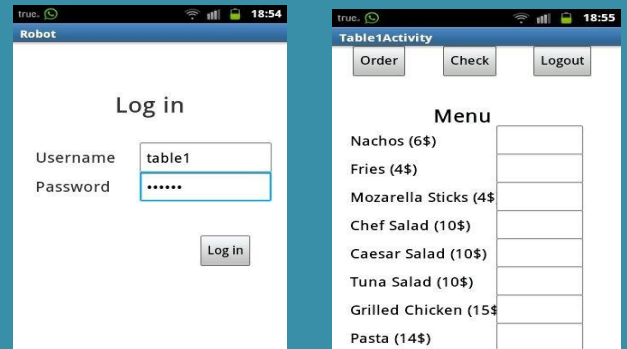 true. 18:54
Robot
Log in
Username table1
Password ••••••
Log in
true. 18:55
Table1Activity
Order Check Logout
Menu
Nachos (6$)
Fries (4$)
Mozarella Sticks (4$
Chef Salad (10$)
Caesar Salad (10$)
Tuna Salad (10$)
Grilled Chicken (15$
Pasta (14$)